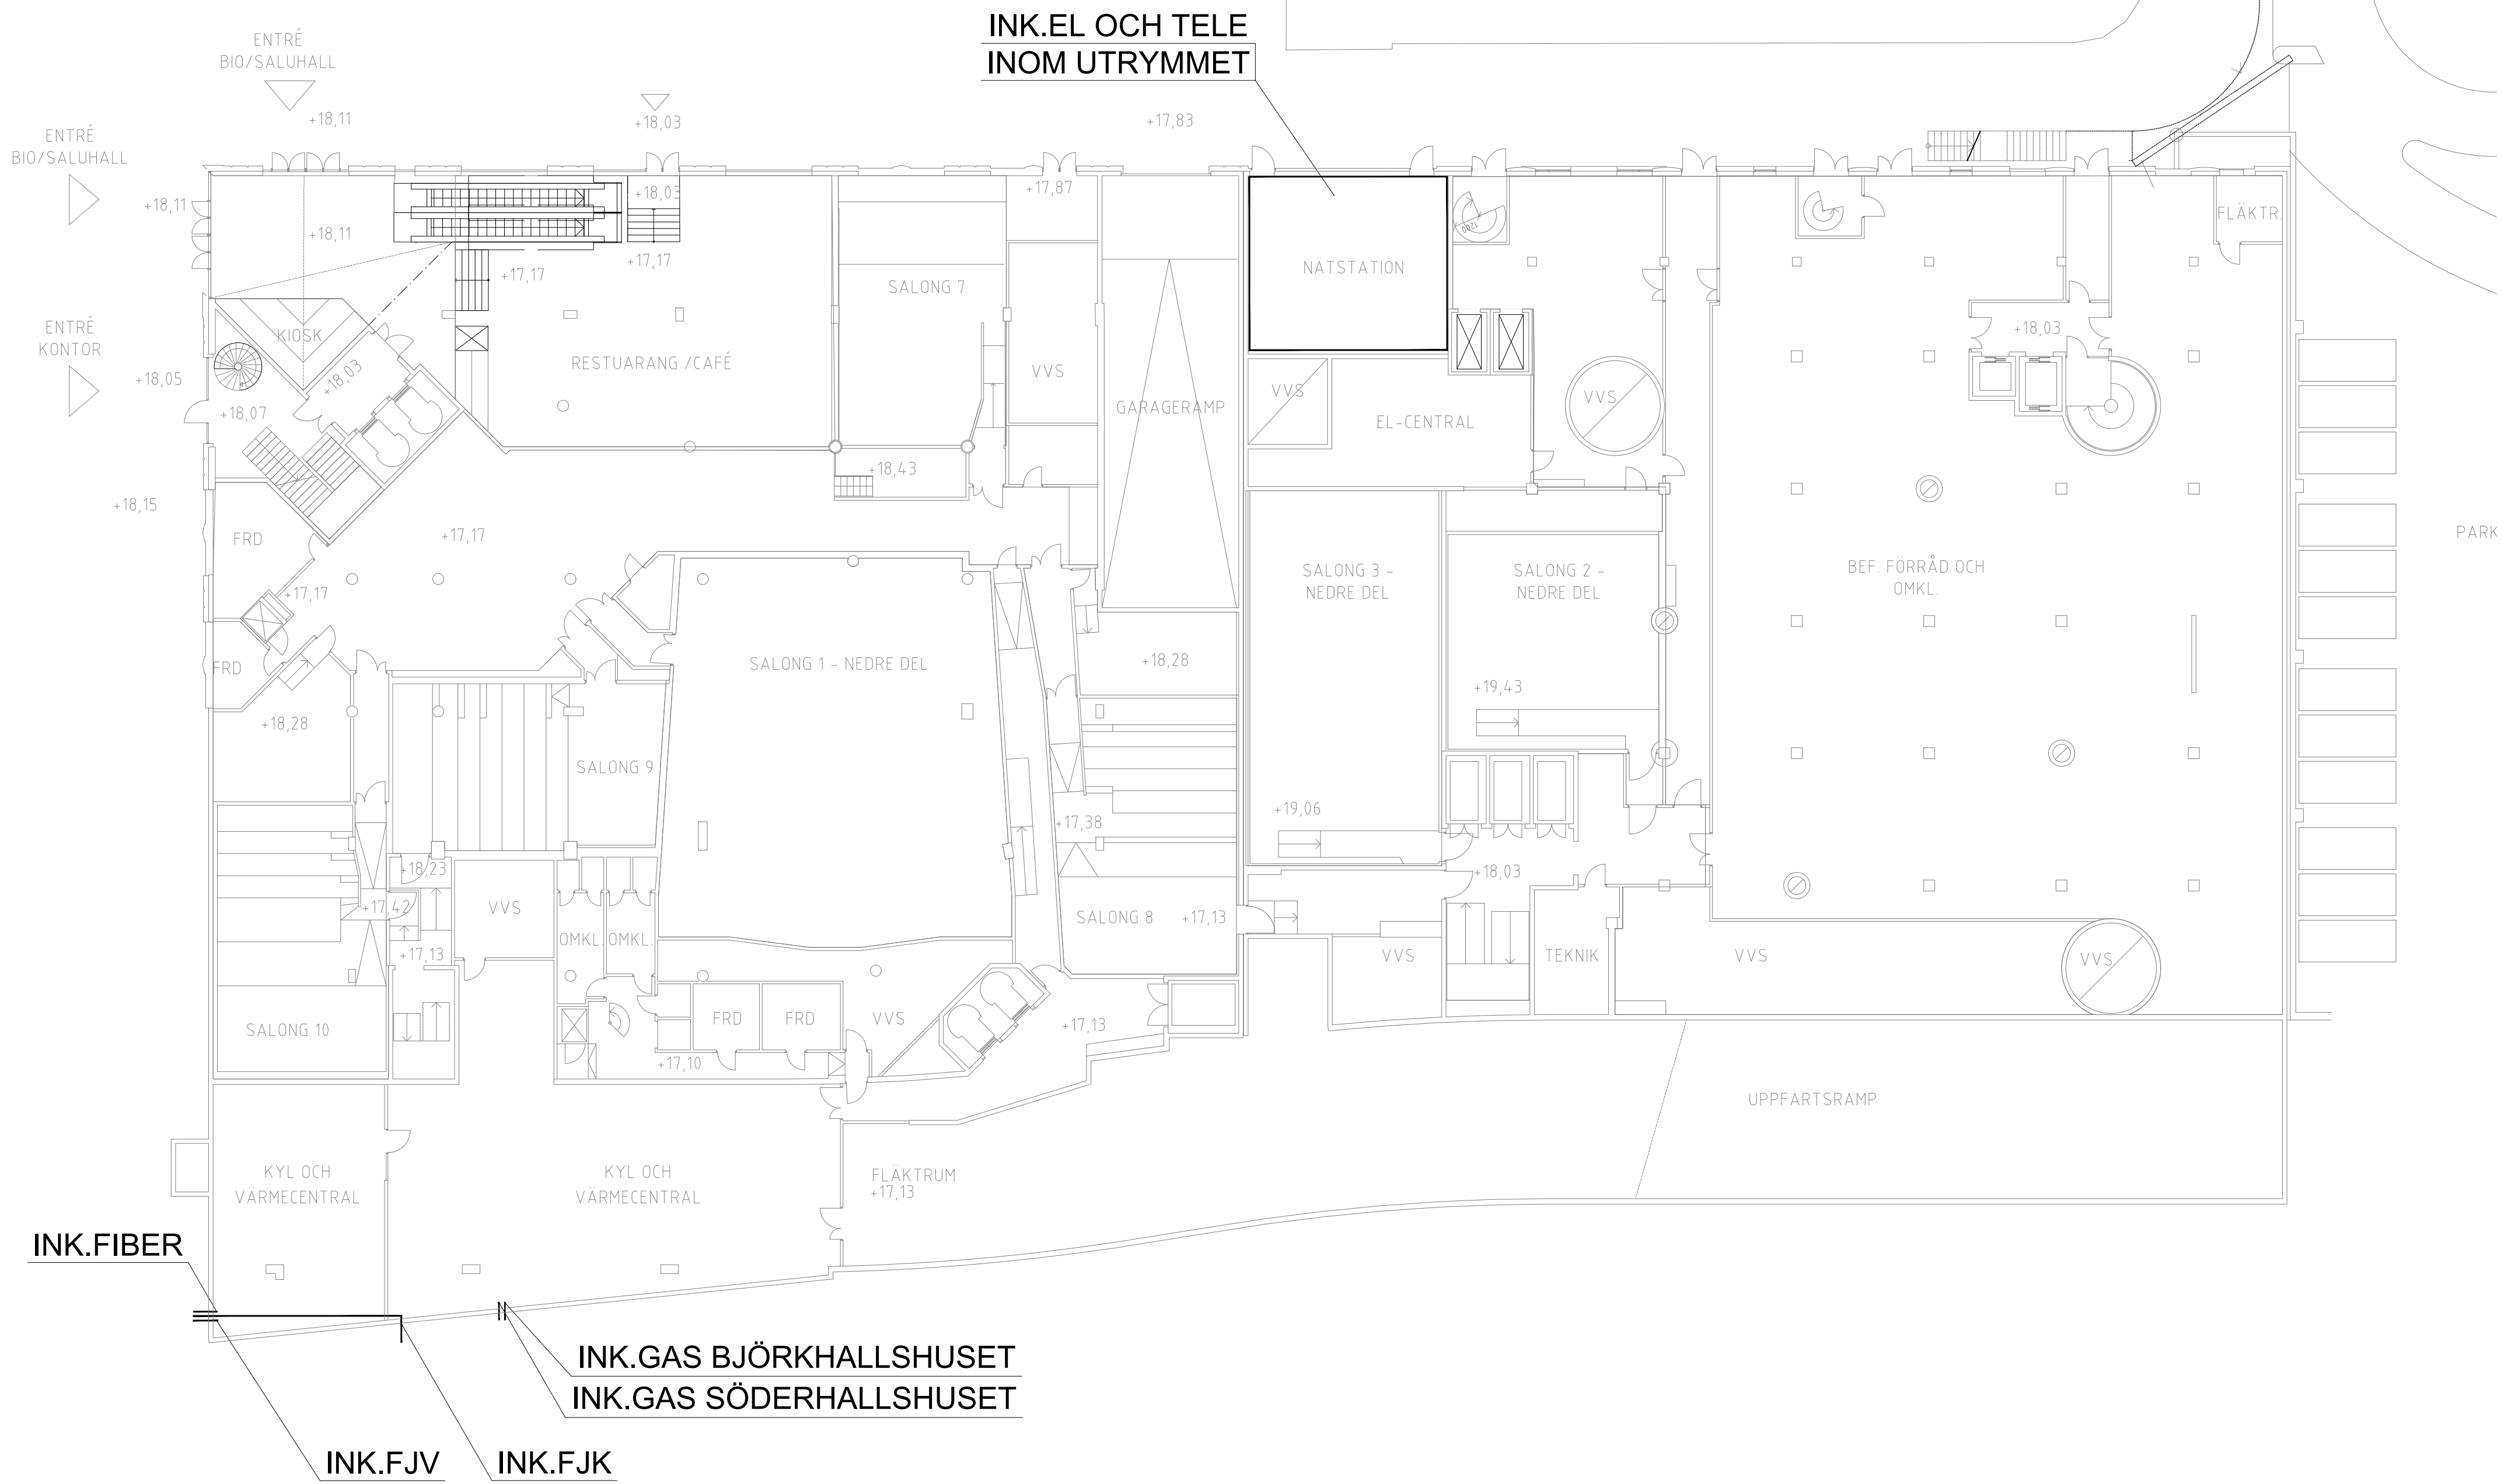 INK.EL OCH TELE
INOM UTRYMMET
ENTRÉ
BIO/SALUHALL
+18,11
+18,03
+17,83
ENTRÉ
BIO/SALUHALL
+18,11
+18,11
+18,03
+17,87
1200
FLÄKTR.
+17,17
+17,17
NÄTSTATION
SALONG 7
ENTRÉ
KONTOR
KIOSK
+18,03
RESTUARANG /CAFÉ
VVS
+18,03
+18,05
+18,07
GARAGERAMP
VVS
EL-CENTRAL
VVS
+18,43
+18,15
+17,17
FRD
PARK
SALONG 3 -
NEDRE DEL
SALONG 2 -
NEDRE DEL
BEF. FÖRRÅD OCH
OMKL.
+17,17
FRD
SALONG 1 - NEDRE DEL
+18,28
+19,43
+18,28
SALONG 9
+19,06
+17,38
+18,23
+18,03
+17,42
VVS
SALONG 8
+17,13
OMKL.
OMKL.
+17,13
VVS
TEKNIK
VVS
VVS
SALONG 10
FRD
FRD
VVS
+17,13
+17,10
UPPFARTSRAMP
KYL OCH
VÄRMECENTRAL
KYL OCH
VÄRMECENTRAL
FLÄKTRUM
+17,13
INK.FIBER
INK.GAS BJÖRKHALLSHUSET
INK.GAS SÖDERHALLSHUSET
INK.FJV
INK.FJK